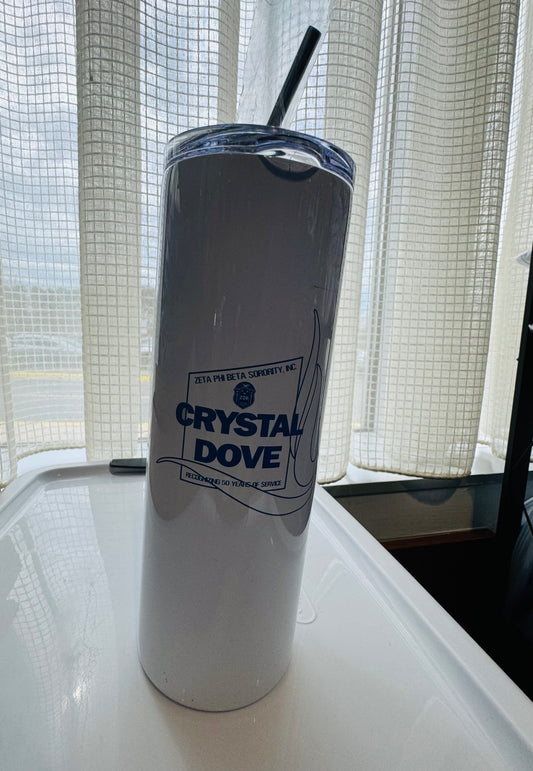 ZETA PHI BETA SORORITY, INC.
CRYSTAL
DOVE
RECOGNIZING 50 YEARS OF SERVICE